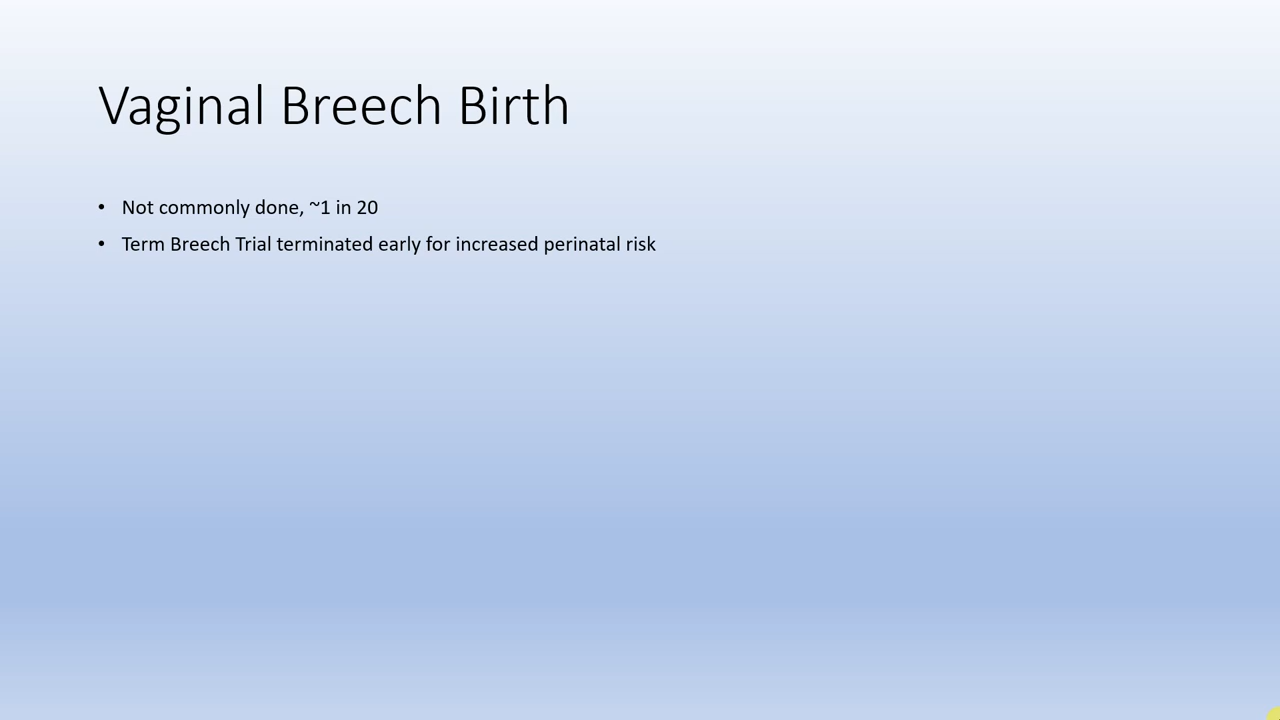 Vaginal Breech Birth
• Not commonly done, ~1 in 20
• Term Breech Trial terminated early for increased perinatal risk